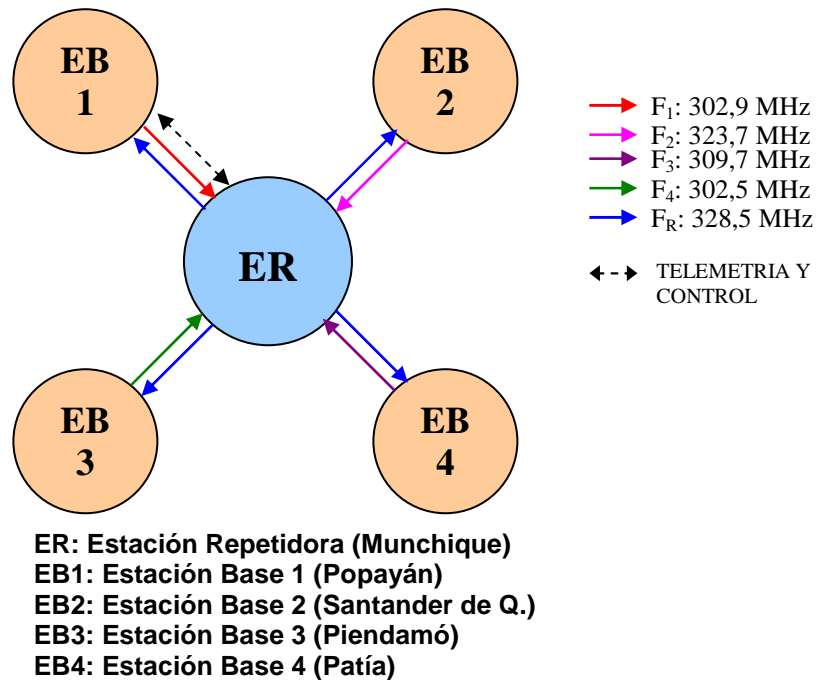 EB
1
EB
2
ER
EB
3
EB
4
F₁: 302,9 MHz
F₂: 323,7 MHz
F₃: 309,7 MHz
F₄: 302,5 MHz
F_R: 328,5 MHz
TELEMETRIA Y
CONTROL
ER: Estación Repetidora (Munchique)
EB1: Estación Base 1 (Popayán)
EB2: Estación Base 2 (Santander de Q.)
EB3: Estación Base 3 (Piendamó)
EB4: Estación Base 4 (Patía)